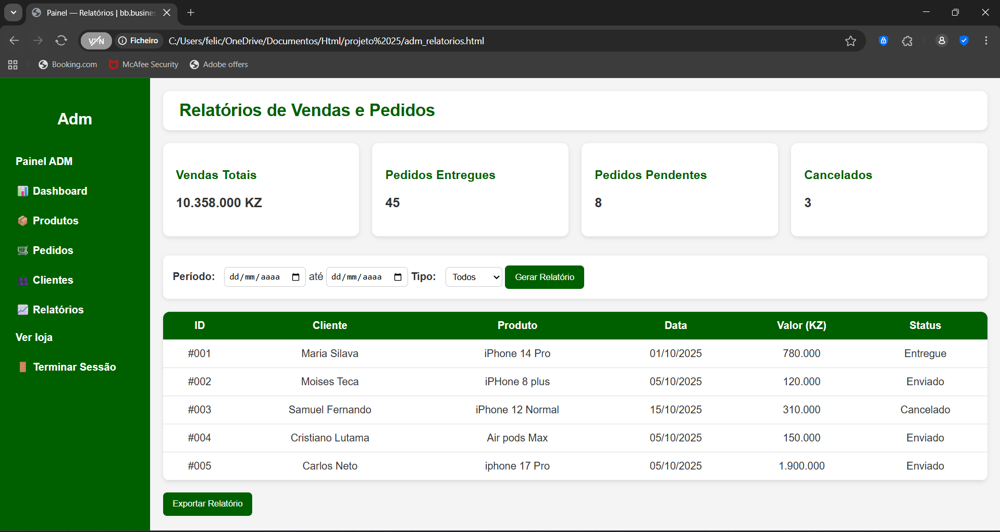 Painel — Relatórios | bb.busines
VPN Ficheiro C:/Users/felic/OneDrive/Documentos/Html/projeto%2025/adm_relatorios.html
Booking.com McAfee Security Adobe offers
Adm
Painel ADM
Dashboard
Produtos
Pedidos
Clientes
Relatórios
Ver loja
Terminar Sessão
Relatórios de Vendas e Pedidos
Vendas Totais
10.358.000 KZ
Pedidos Entregues
45
Pedidos Pendentes
8
Cancelados
3
Período: dd/mm/aaaa até dd/mm/aaaa Tipo: Todos Gerar Relatório
ID Cliente Produto Data Valor (KZ) Status
#001 Maria Silava iPhone 14 Pro 01/10/2025 780.000 Entregue
#002 Moises Teca iPHone 8 plus 05/10/2025 120.000 Enviado
#003 Samuel Fernando iPhone 12 Normal 15/10/2025 310.000 Cancelado
#004 Cristiano Lutama Air pods Max 05/10/2025 150.000 Enviado
#005 Carlos Neto iphone 17 Pro 05/10/2025 1.900.000 Enviado
Exportar Relatório